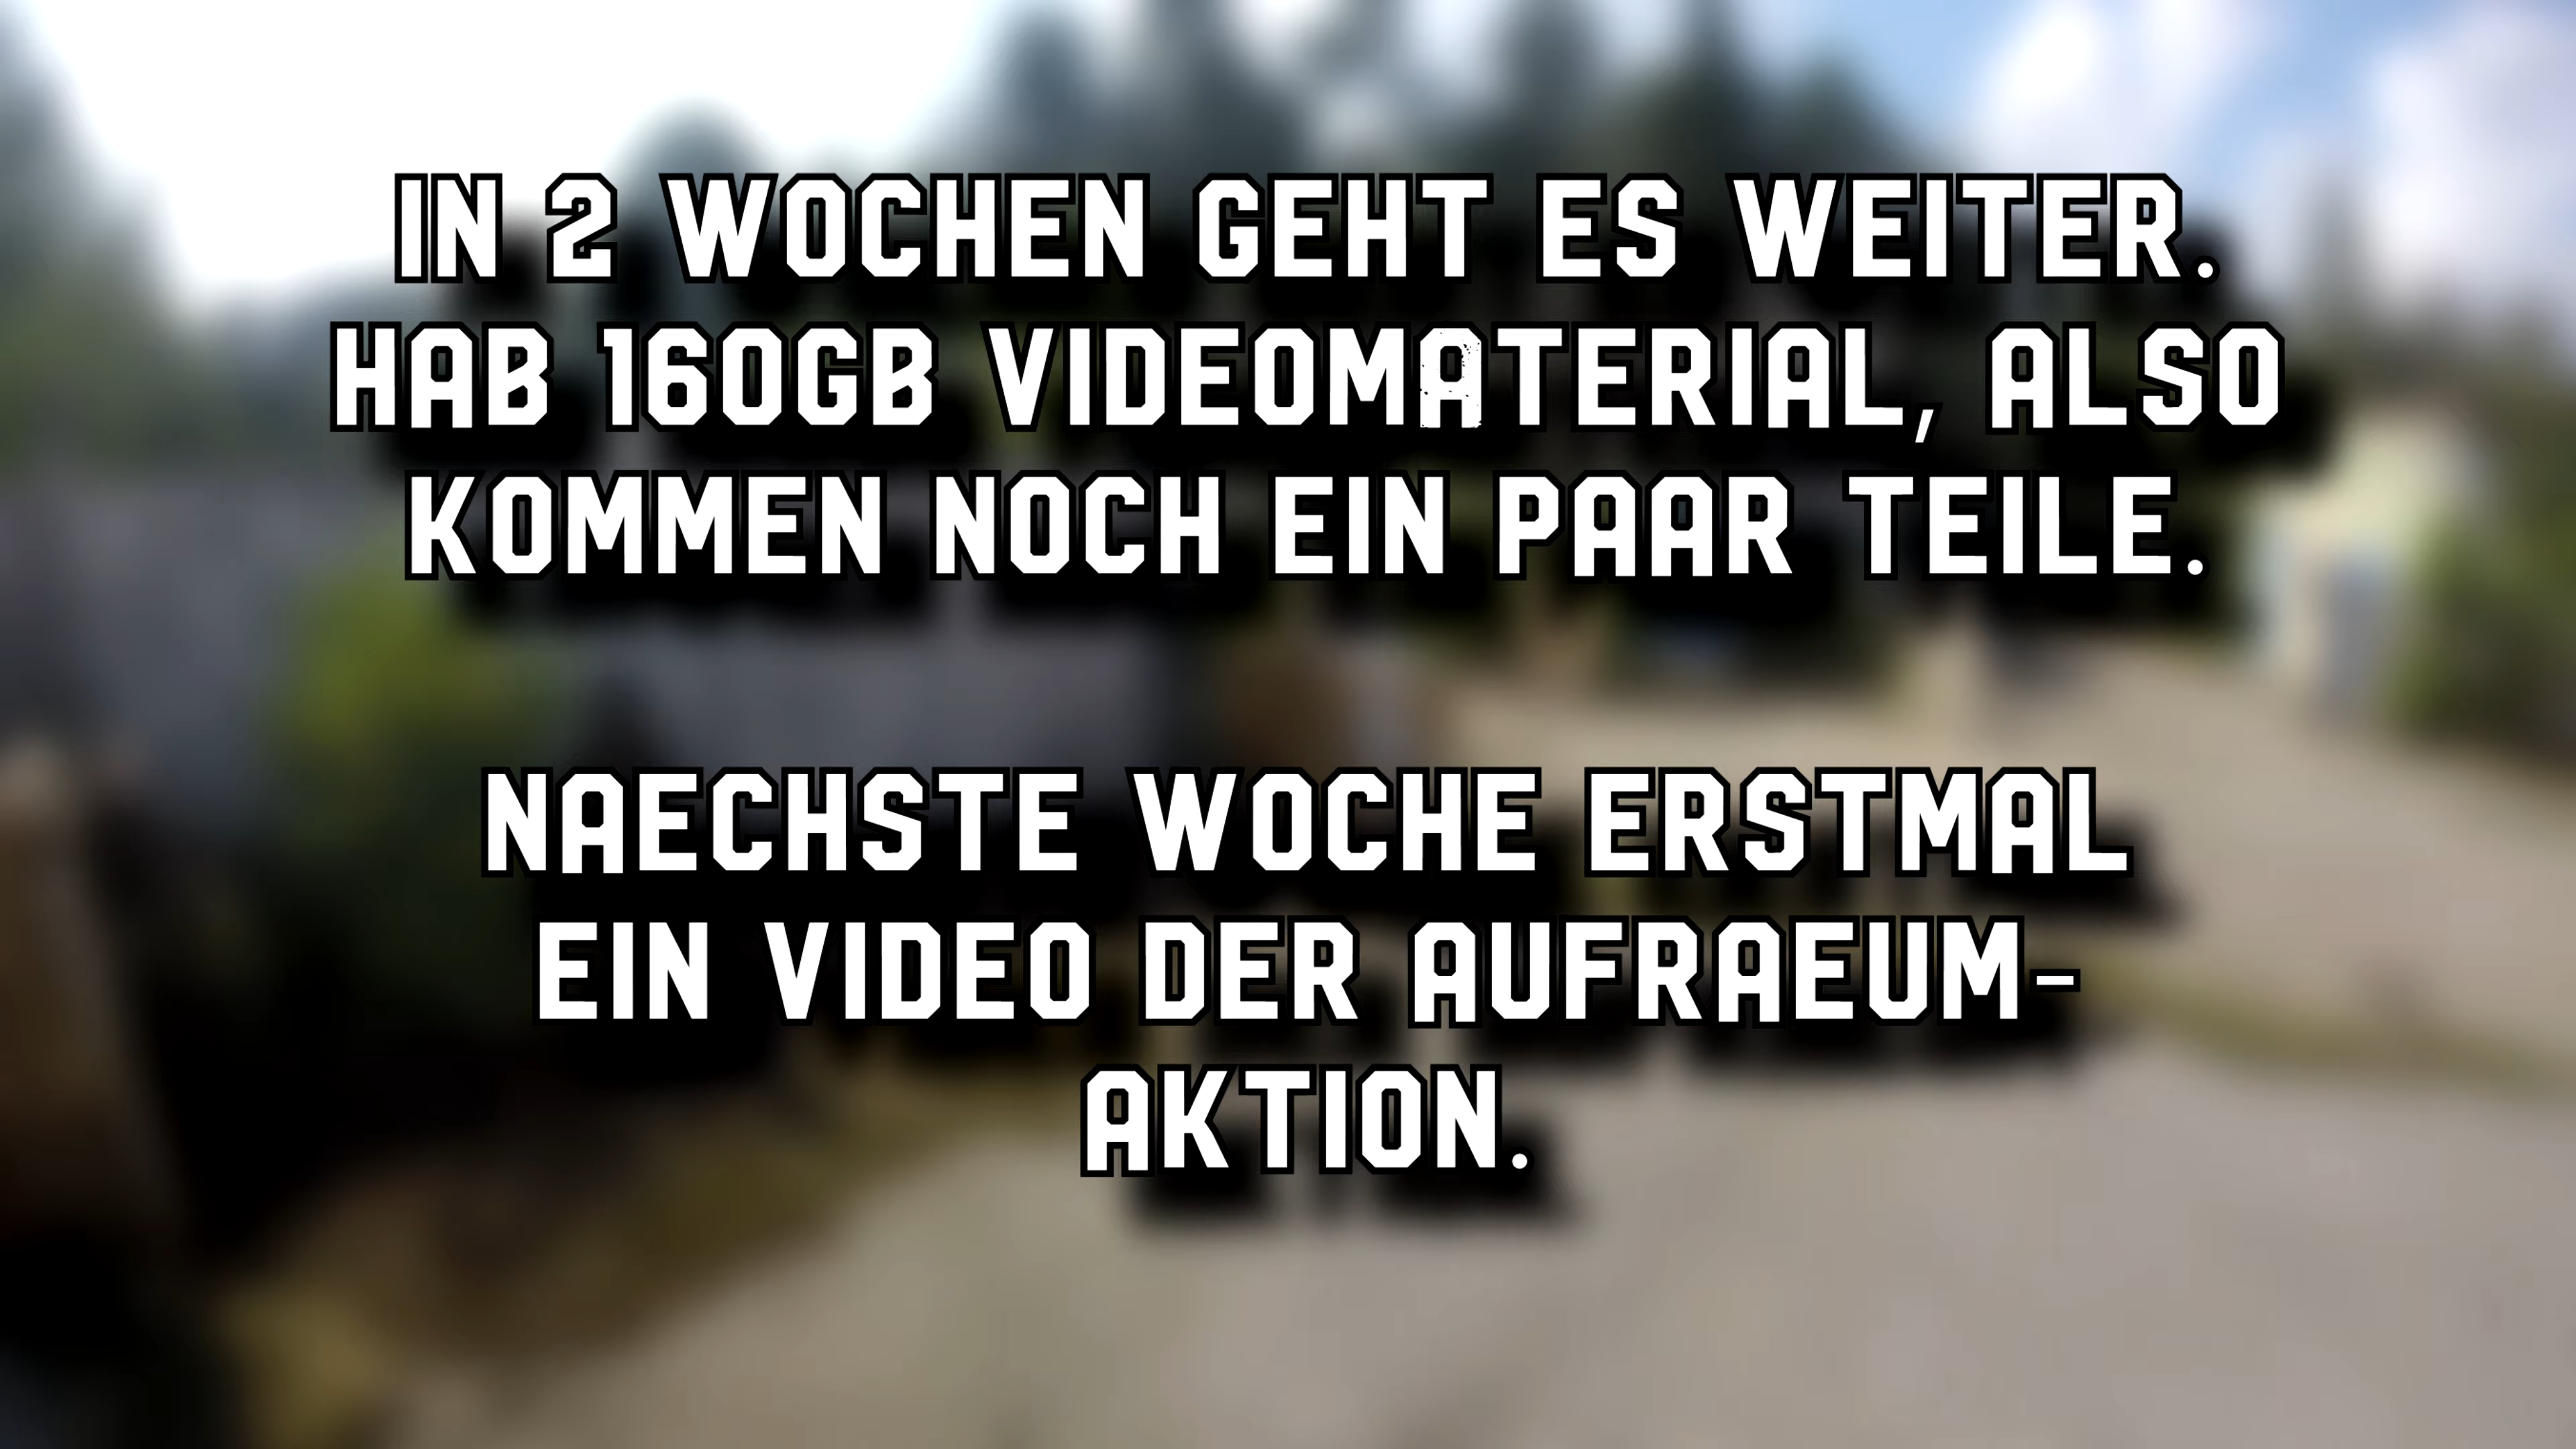 IN 2 WOCHEN GEHT ES WEITER.
HAB 160GB VIDEOMATERIAL, ALSO
KOMMEN NOCH EIN PAAR TEILE.
NAECHSTE WOCHE ERSTMAL
EIN VIDEO DER AUFRAEUM-
AKTION.